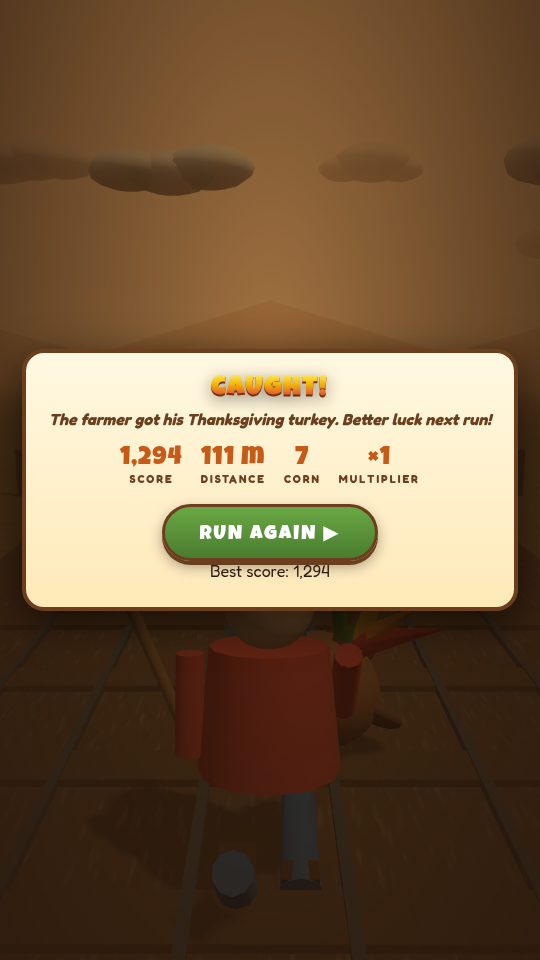 CAUGHT!
The farmer got his Thanksgiving turkey. Better luck next run!
1,294 111 m 7 ×1
SCORE DISTANCE CORN MULTIPLIER
RUN AGAIN ▶
Best score: 1,294